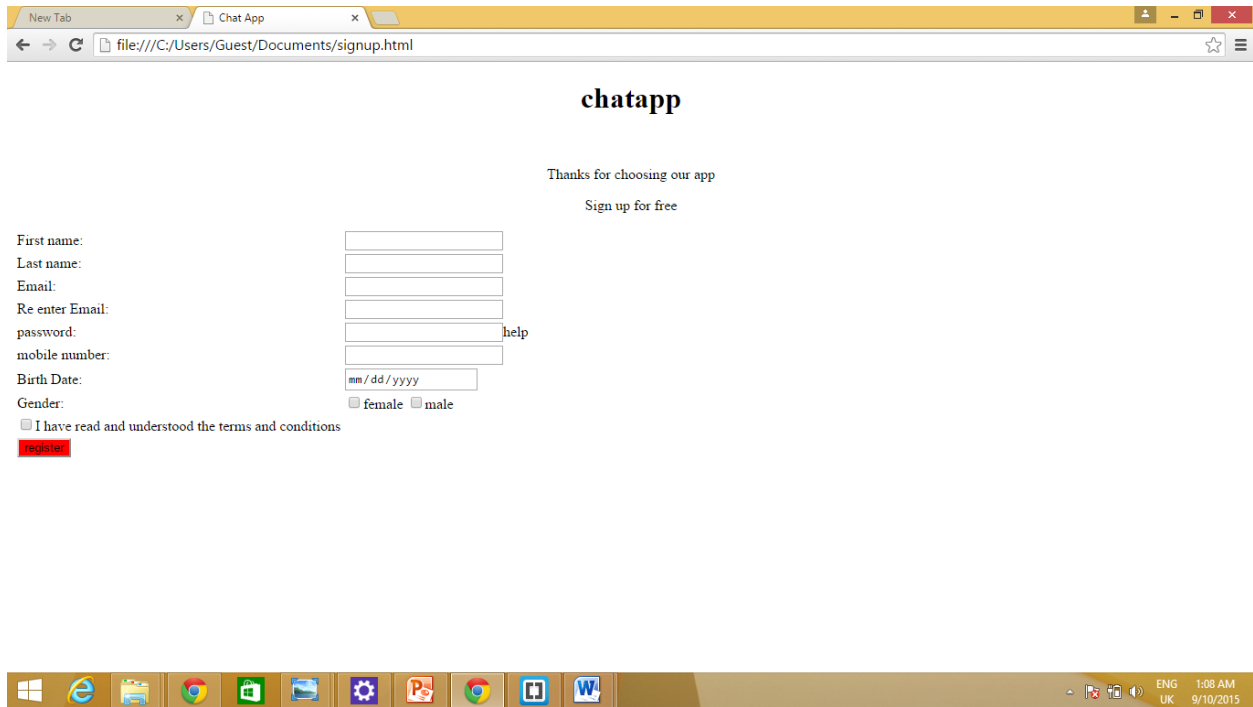 New Tab
Chat App
file:///C:/Users/Guest/Documents/signup.html
chatapp
Thanks for choosing our app
Sign up for free
First name:
Last name:
Email:
Re enter Email:
password: help
mobile number:
Birth Date: mm/dd/yyyy
Gender: female male
I have read and understood the terms and conditions
register
ENG 1:08 AM
UK 9/10/2015